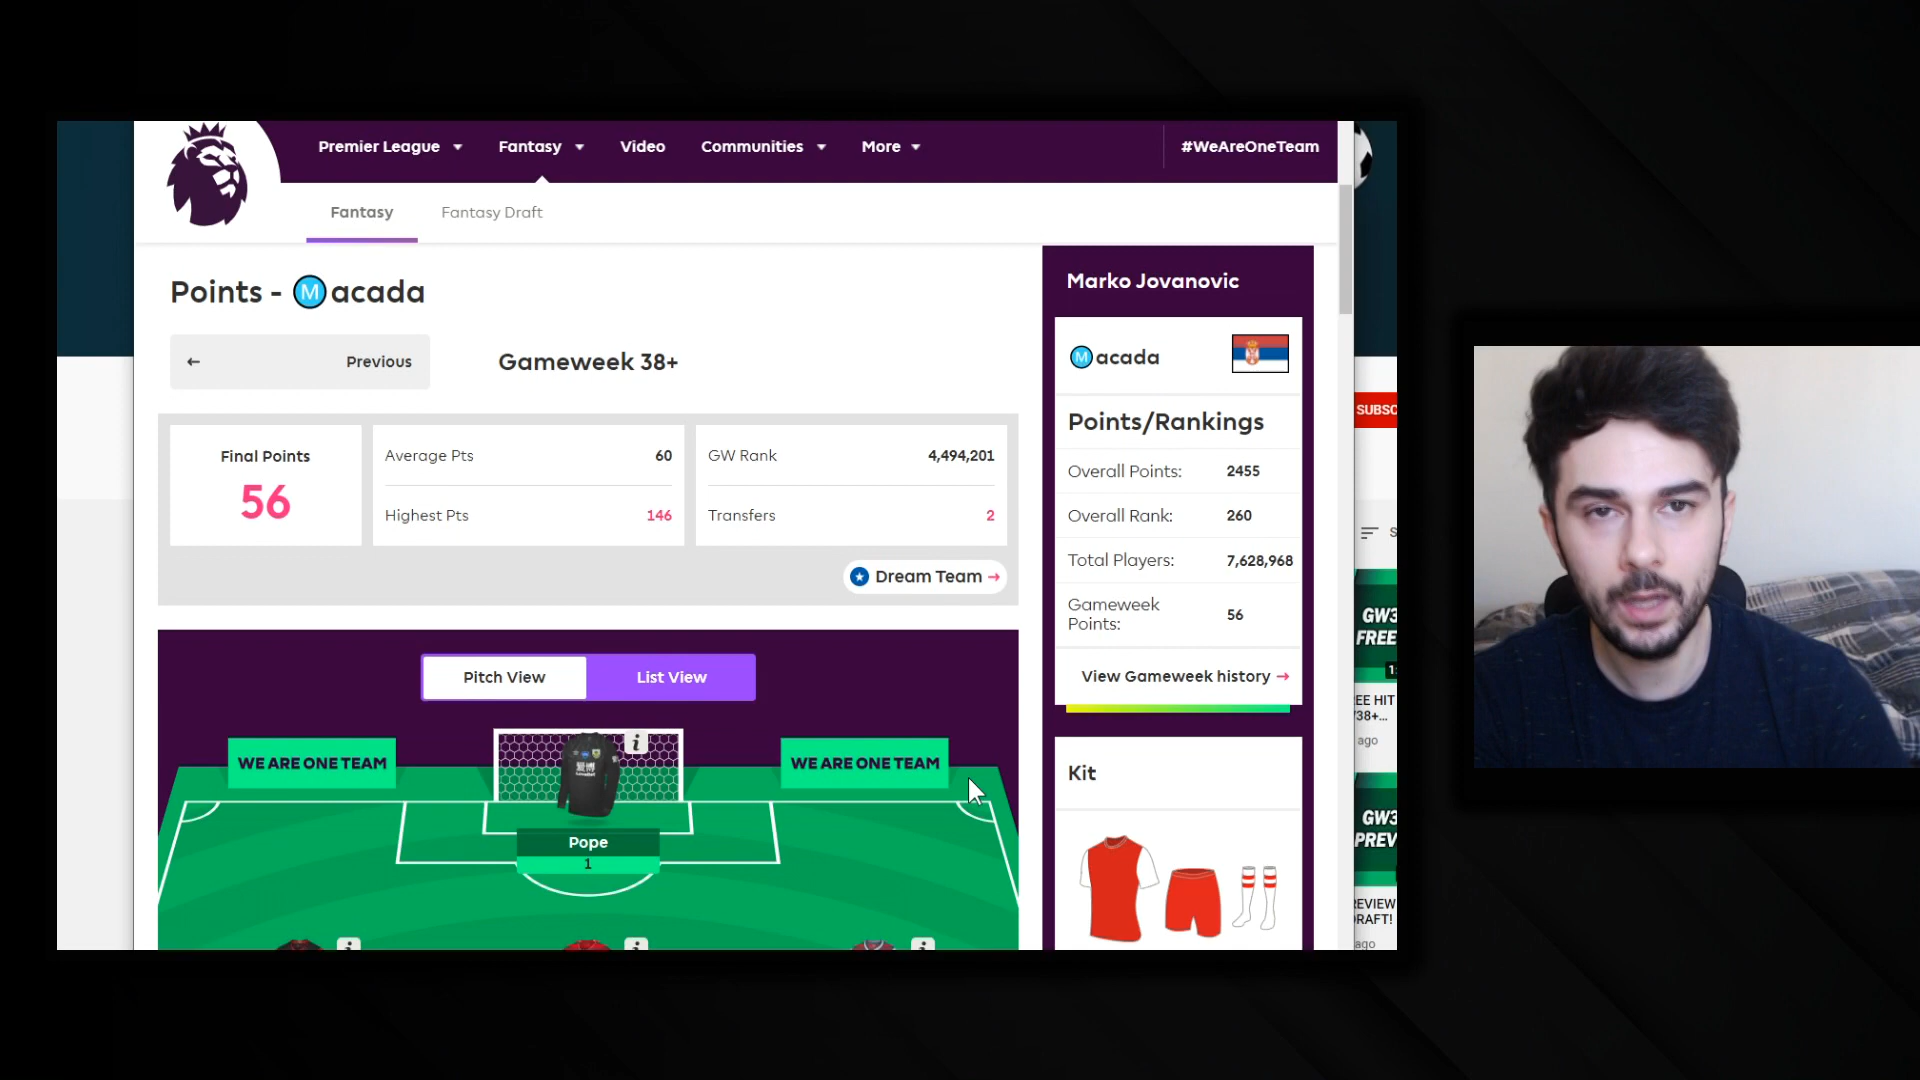 Premier League
Fantasy
Video
Communities
More
#WeAreOneTeam
Fantasy
Fantasy Draft
Points - M acada
Previous
Gameweek 38+
Final Points
56
Average Pts 60
Highest Pts 146
GW Rank 4,494,201
Transfers 2
Dream Team
Pitch View
List View
WE ARE ONE TEAM
WE ARE ONE TEAM
Pope
1
Marko Jovanovic
M acada
Points/Rankings
Overall Points: 2455
Overall Rank: 260
Total Players: 7,628,968
Gameweek
Points: 56
View Gameweek history
Kit
SUBSC
S
GW3
FREE
1
EE HIT
38+...
ago
GW3
PREV
REVIEW
RAFT!
ago